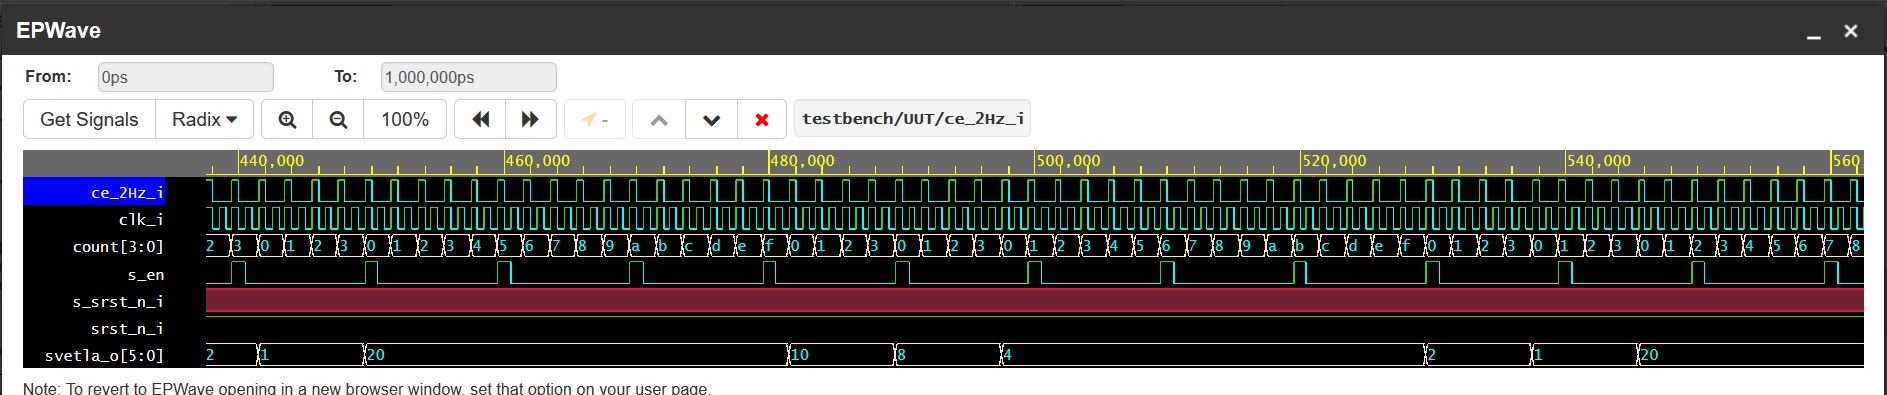 EPWave
From: 0ps To: 1,000,000ps
Get Signals Radix 100% - testbench/UUT/ce_2Hz_i
440,000 460,000 480,000 500,000 520,000 540,000 560,
ce_2Hz_i
clk_i
count[3:0] 2 3 0 1 2 3 0 1 2 3 4 5 6 7 8 9 a b c d e f 0 1 2 3 0 1 2 3 0 1 2 3 4 5 6 7 8 9 a b c d e f 0 1 2 3 0 1 2 3 0 1 2 3 4 5 6 7 8
s_en
s_srst_n_i
srst_n_i
svetla_o[5:0] 2 1 20 10 8 4 2 1 20
Note: To revert to EPWave opening in a new browser window, set that option on your user page.